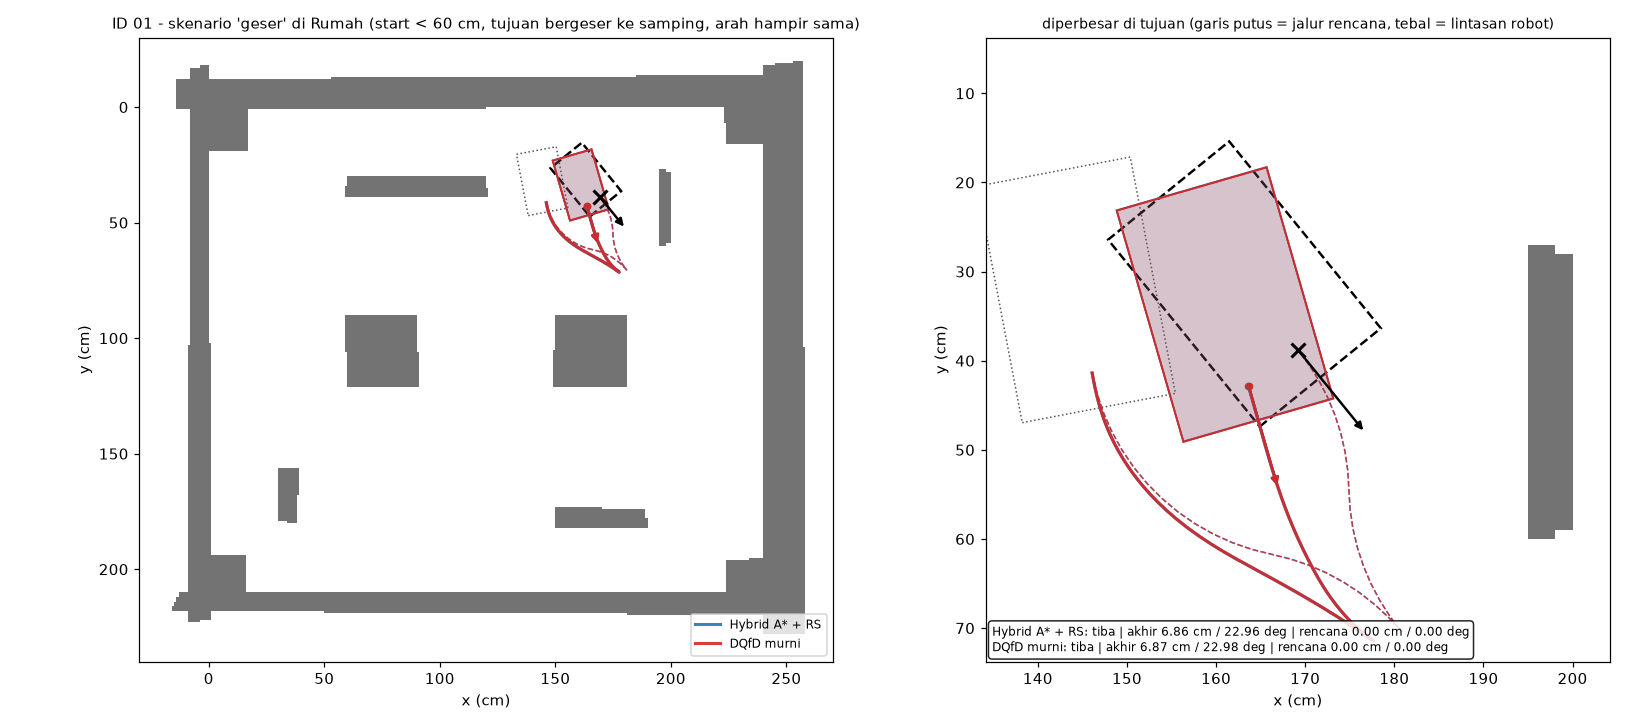 ID 01 - skenario 'geser' di Rumah (start < 60 cm, tujuan bergeser ke samping, arah hampir sama)
0
50
100
150
200
y (cm)
0
50
100
150
200
250
x (cm)
Hybrid A* + RS
DQfD murni
diperbesar di tujuan (garis putus = jalur rencana, tebal = lintasan robot)
10
20
30
40
50
60
70
y (cm)
Hybrid A* + RS: tiba | akhir 6.86 cm / 22.96 deg | rencana 0.00 cm / 0.00 deg
DQfD murni: tiba | akhir 6.87 cm / 22.98 deg | rencana 0.00 cm / 0.00 deg
140
150
160
170
180
190
200
x (cm)